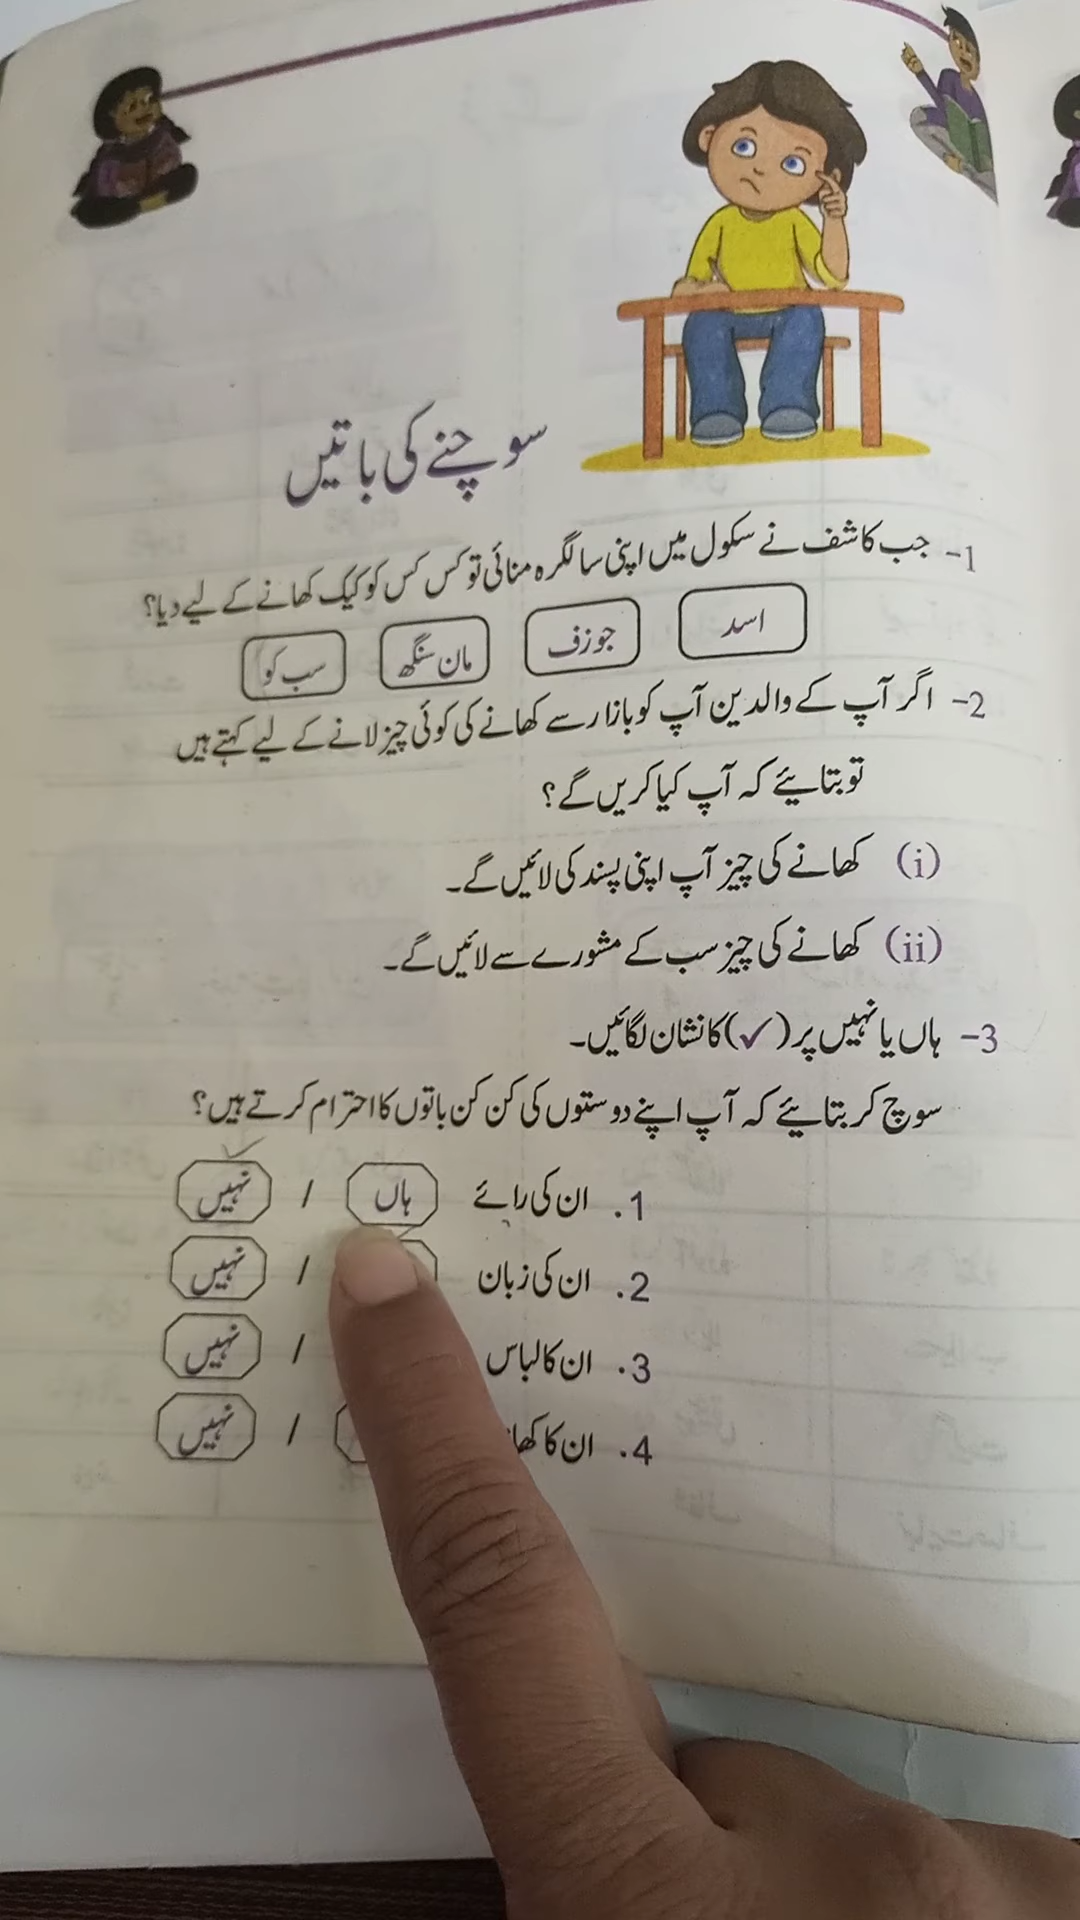 سوچنے کی باتیں
1- جب کاشف نے سکول میں اپنی سالگرہ منائی تو کس کس کو کیک کھانے کے لیے دیا؟
اسد جوزف مان سنگھ سب کو
2- اگر آپ کے والدین آپ کو بازار سے کھانے کی کوئی چیز لانے کے لیے کہتے ہیں
تو بتایئے کہ آپ کیا کریں گے؟
(i) کھانے کی چیز آپ اپنی پسند کی لائیں گے۔
(ii) کھانے کی چیز سب کے مشورے سے لائیں گے۔
3- ہاں یا نہیں پر (✓) کا نشان لگائیں۔
سوچ کر بتایئے کہ آپ اپنے دوستوں کی کن کن باتوں کا احترام کرتے ہیں؟
1. ان کی رائے ہاں / نہیں
2. ان کی زبان / نہیں
3. ان کا لباس / نہیں
4. ان کا / نہیں